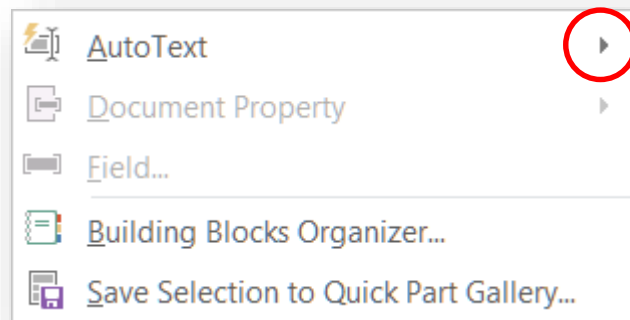 AutoText
Document Property
Field...
Building Blocks Organizer...
Save Selection to Quick Part Gallery...